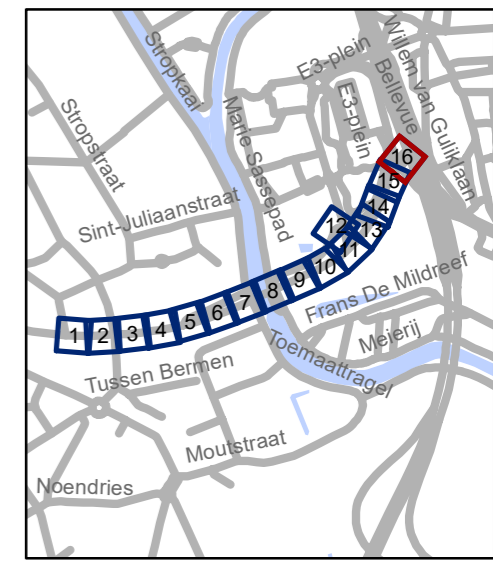 Willem van Guliklaan
Bellevue
E3-plein
E3-plein
Stropkaai
Marie Sassepad
Stropstraat
Sint-Juliaanstraat
16
15
14
13
12
11
10
9
8
7
6
5
4
3
2
1
Frans De Mildreef
Meierij
Toemaattragel
Tussen Bermen
Moutstraat
Noendries